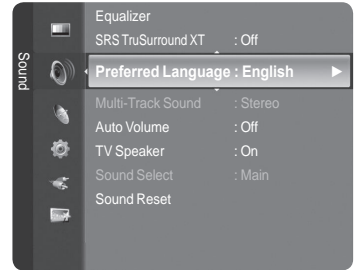 Sound
Equalizer
SRS TruSurround XT : Off
Preferred Language : English
Multi-Track Sound : Stereo
Auto Volume : Off
TV Speaker : On
Sound Select : Main
Sound Reset